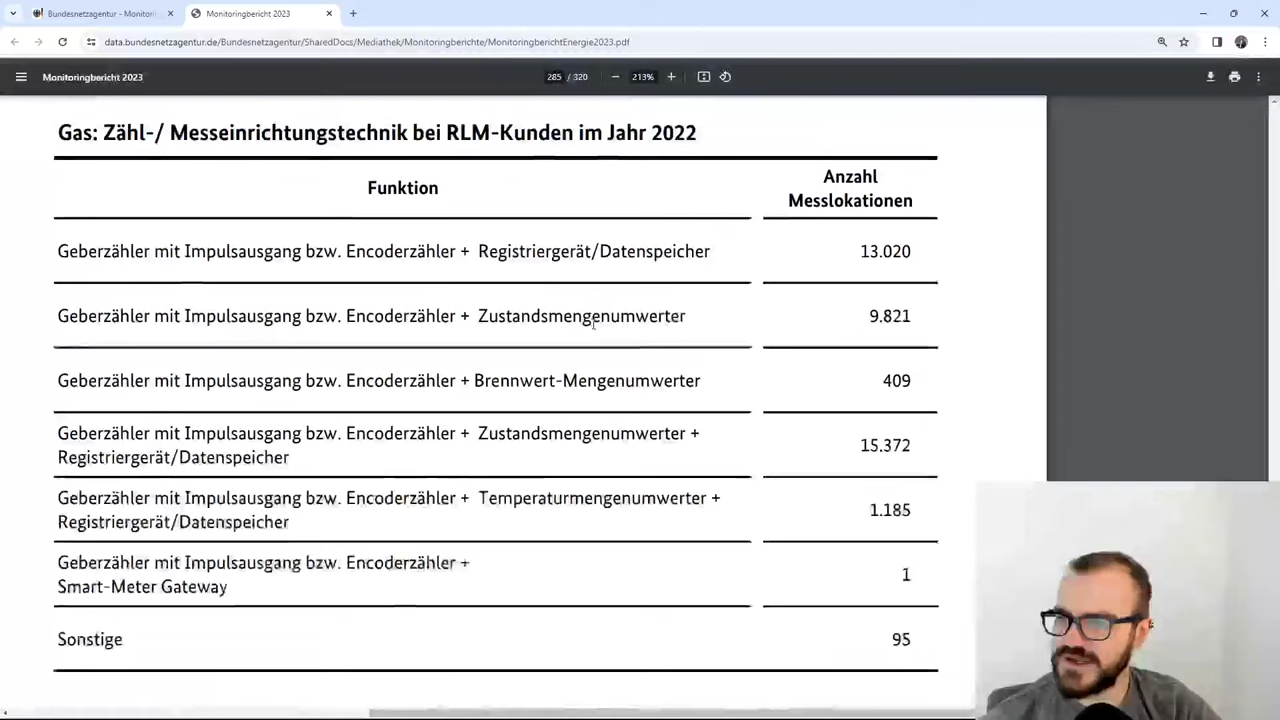 Bundesnetzagentur - Monitori
Monitoringbericht 2023
data.bundesnetzagentur.de/Bundesnetzagentur/SharedDocs/Mediathek/Monitoringberichte/MonitoringberichtEnergie2023.pdf
Monitoringbericht 2023
285 / 320
213%
Gas: Zähl-/ Messeinrichtungstechnik bei RLM-Kunden im Jahr 2022
Funktion
Anzahl
Messlokationen
Geberzähler mit Impulsausgang bzw. Encoderzähler + Registriergerät/Datenspeicher
13.020
Geberzähler mit Impulsausgang bzw. Encoderzähler + Zustandsmengenumwerter
9.821
Geberzähler mit Impulsausgang bzw. Encoderzähler + Brennwert-Mengenumwerter
409
Geberzähler mit Impulsausgang bzw. Encoderzähler + Zustandsmengenumwerter +
Registriergerät/Datenspeicher
15.372
Geberzähler mit Impulsausgang bzw. Encoderzähler + Temperaturmengenumwerter +
Registriergerät/Datenspeicher
1.185
Geberzähler mit Impulsausgang bzw. Encoderzähler +
Smart-Meter Gateway
1
Sonstige
95